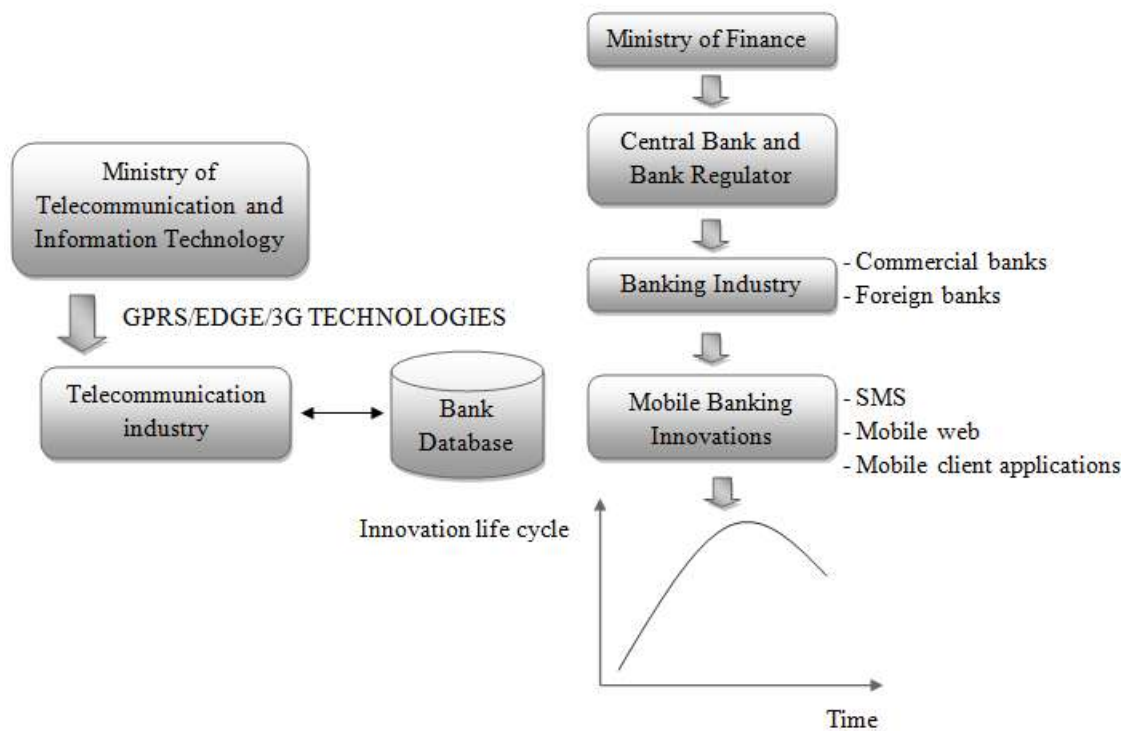 Ministry of Finance
Central Bank and
Bank Regulator
Ministry of
Telecommunication and
Information Technology
Banking Industry
- Commercial banks
- Foreign banks
GPRS/EDGE/3G TECHNOLOGIES
Telecommunication
industry
Bank
Database
Mobile Banking
Innovations
- SMS
- Mobile web
- Mobile client applications
Innovation life cycle
Time